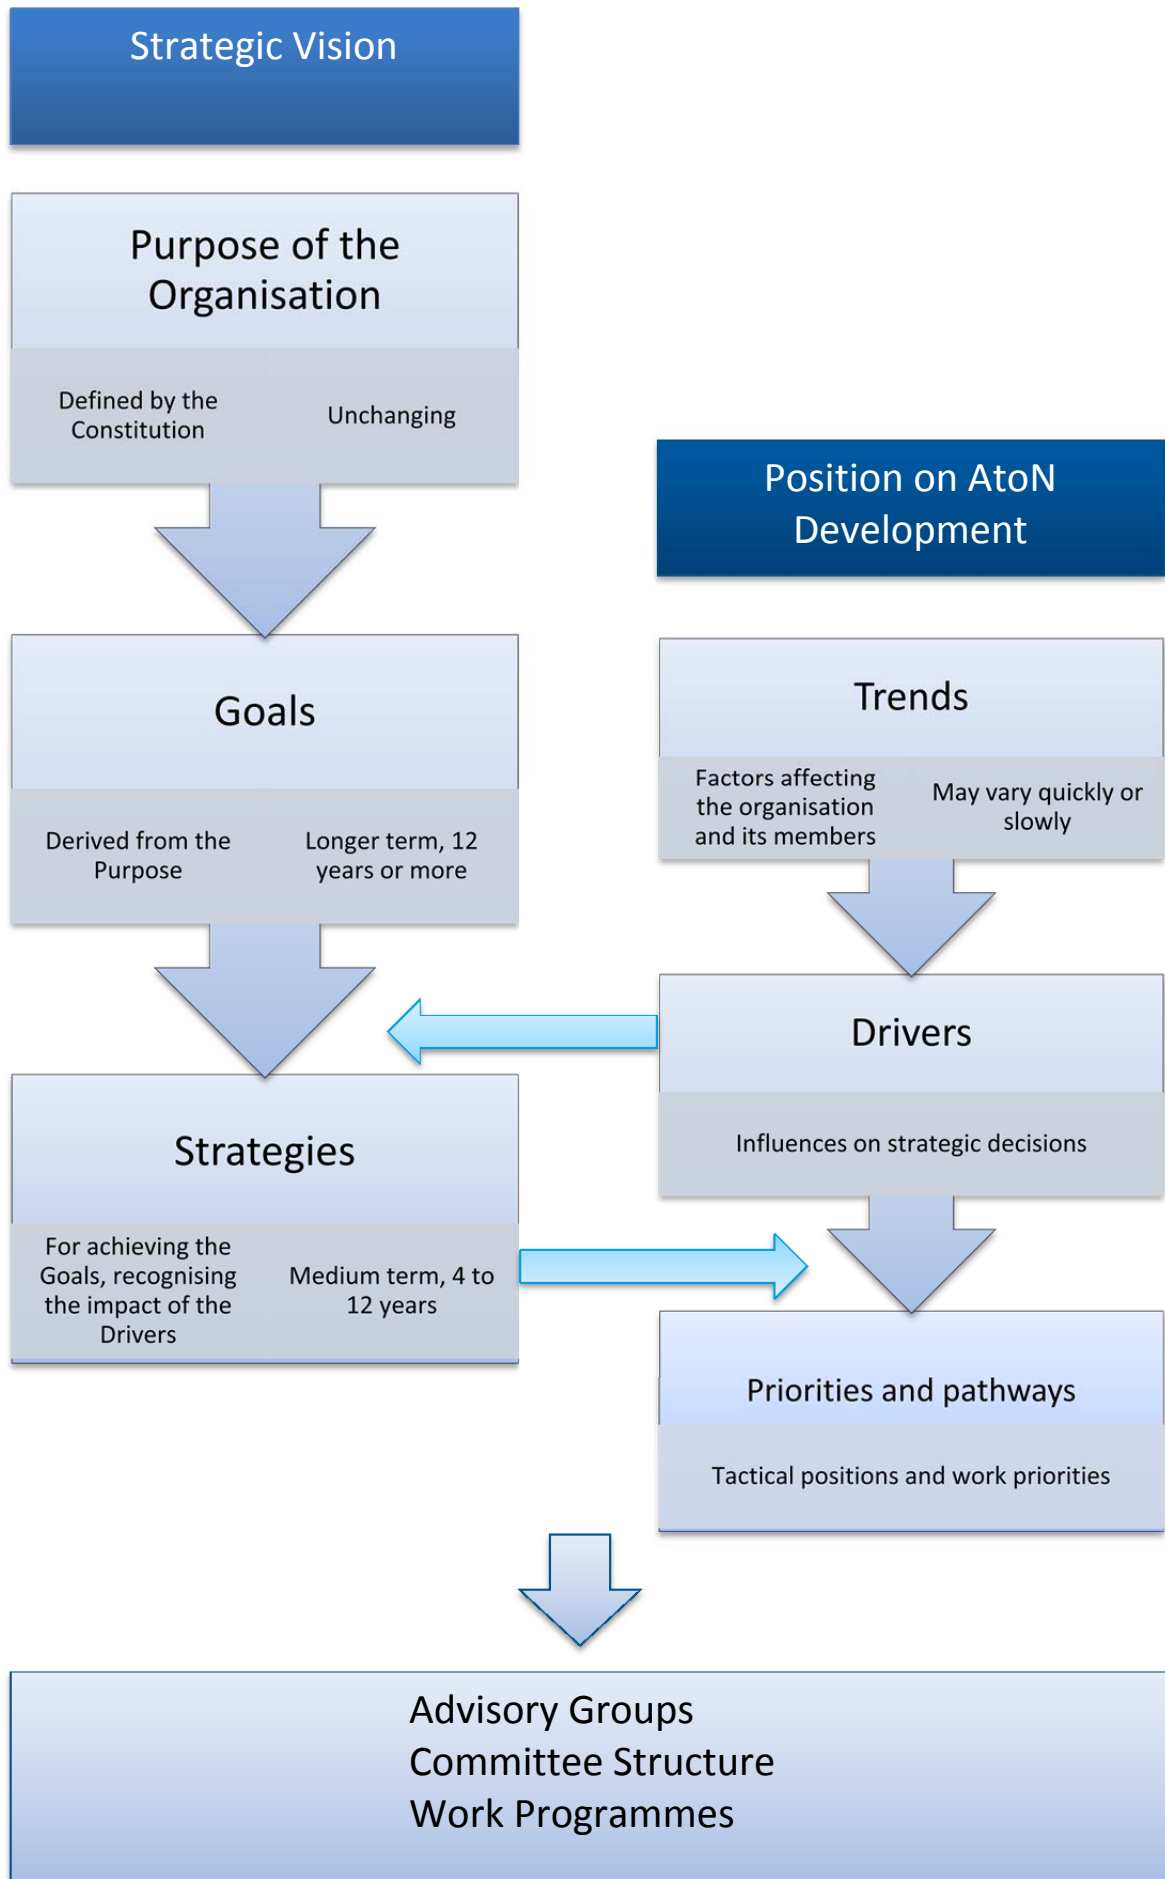 Strategic Vision
Purpose of the
Organisation
Defined by the
Constitution
Unchanging
Goals
Derived from the
Purpose
Longer term, 12
years or more
Strategies
For achieving the
Goals, recognising
the impact of the
Drivers
Medium term, 4 to
12 years
Position on AtoN
Development
Trends
Factors affecting
the organisation
and its members
May vary quickly or
slowly
Drivers
Influences on strategic decisions
Priorities and pathways
Tactical positions and work priorities
Advisory Groups
Committee Structure
Work Programmes